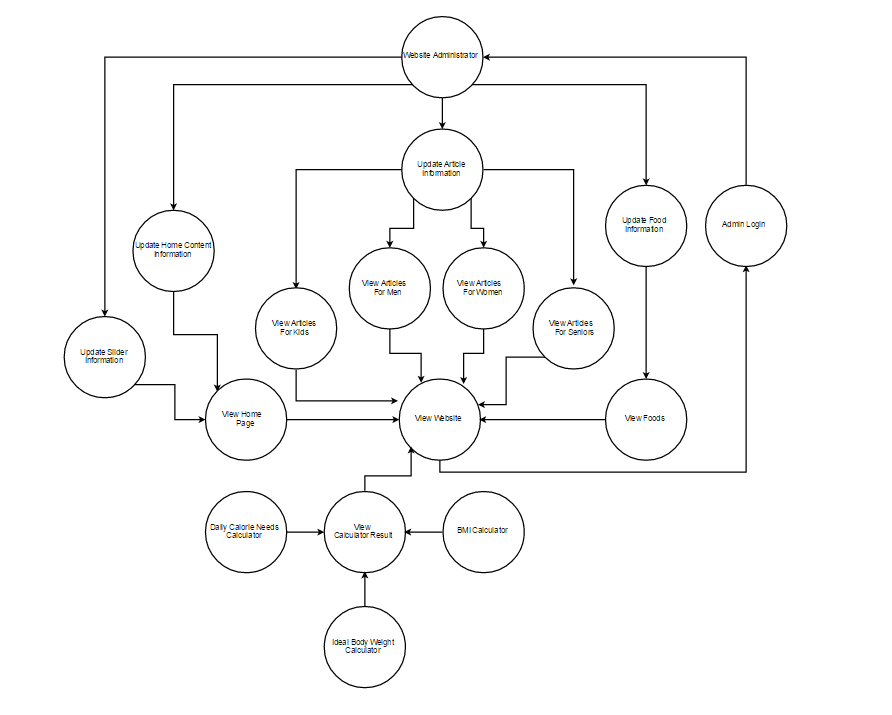 Website Administrator
Update Article
Information
Update Food
Information
Admin Login
Update Home Content
Information
View Articles
For Men
View Articles
For Women
View Articles
For Kids
View Articles
For Seniors
Update Slider
Information
View Home
Page
View Website
View Foods
Daily Calorie Needs
Calculator
View
Calculator Result
BMI Calculator
Ideal Body Weight
Calculator